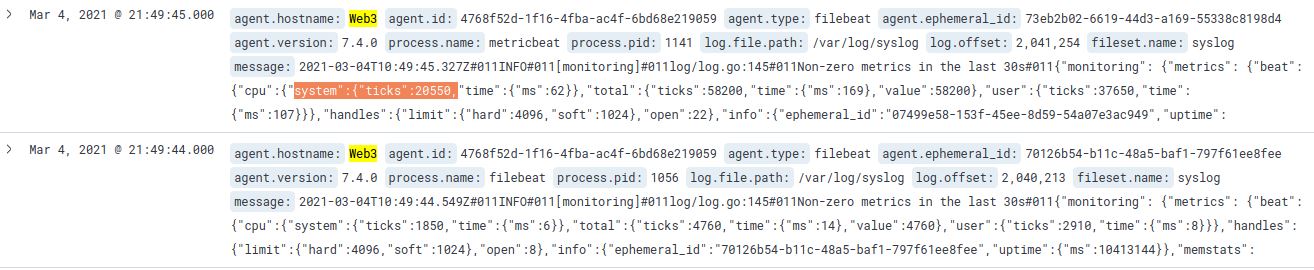 Mar 4, 2021 @ 21:49:45.000 agent.hostname: Web3 agent.id: 4768f52d-1f16-4fba-ac4f-6bd68e219059 agent.type: filebeat agent.ephemeral_id: 73eb2b02-6619-44d3-a169-55338c8198d4
agent.version: 7.4.0 process.name: metricbeat process.pid: 1141 log.file.path: /var/log/syslog log.offset: 2,041,254 fileset.name: syslog
message: 2021-03-04T10:49:45.327Z#011INFO#011[monitoring]#011log/log.go:145#011Non-zero metrics in the last 30s#011{"monitoring": {"metrics": {"beat":
{"cpu":{"system":{"ticks":20550,"time":{"ms":62}},"total":{"ticks":58200,"time":{"ms":169},"value":58200},"user":{"ticks":37650,"time":
{"ms":107}}},"handles":{"limit":{"hard":4096,"soft":1024},"open":22},"info":{"ephemeral_id":"07499e58-153f-45ee-8d59-54a07e3ac949","uptime":
Mar 4, 2021 @ 21:49:44.000 agent.hostname: Web3 agent.id: 4768f52d-1f16-4fba-ac4f-6bd68e219059 agent.type: filebeat agent.ephemeral_id: 70126b54-b11c-48a5-baf1-797f61ee8fee
agent.version: 7.4.0 process.name: filebeat process.pid: 1056 log.file.path: /var/log/syslog log.offset: 2,040,213 fileset.name: syslog
message: 2021-03-04T10:49:44.549Z#011INFO#011[monitoring]#011log/log.go:145#011Non-zero metrics in the last 30s#011{"monitoring": {"metrics": {"beat":
{"cpu":{"system":{"ticks":1850,"time":{"ms":6}},"total":{"ticks":4760,"time":{"ms":14},"value":4760},"user":{"ticks":2910,"time":{"ms":8}}},"handles":
{"limit":{"hard":4096,"soft":1024},"open":8},"info":{"ephemeral_id":"70126b54-b11c-48a5-baf1-797f61ee8fee","uptime":{"ms":10413144}},"memstats":